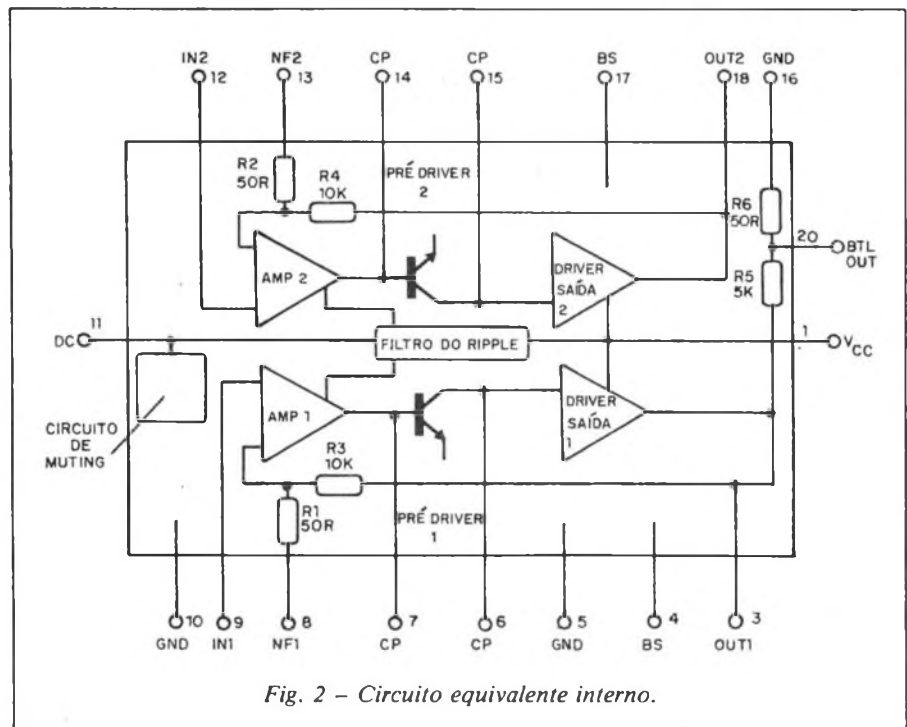 IN2 NF2 CP CP BS OUT2 GND
12 13 14 15 17 18 16
R2
50R
R4
10K
PRÉ DRIVER
2
R6
50R
20
BTL
OUT
AMP 2
DRIVER
SAÍDA
2
R5
5K
DC 11
FILTRO DO RIPPLE
1
VCC
CIRCUITO
DE
MUTING
AMP 1
DRIVER
SAÍDA
1
R3
10K
R1
50R
PRÉ DRIVER
1
10 9 8 7 6 5 4 3
GND IN1 NF1 CP CP GND BS OUT1
Fig. 2 – Circuito equivalente interno.